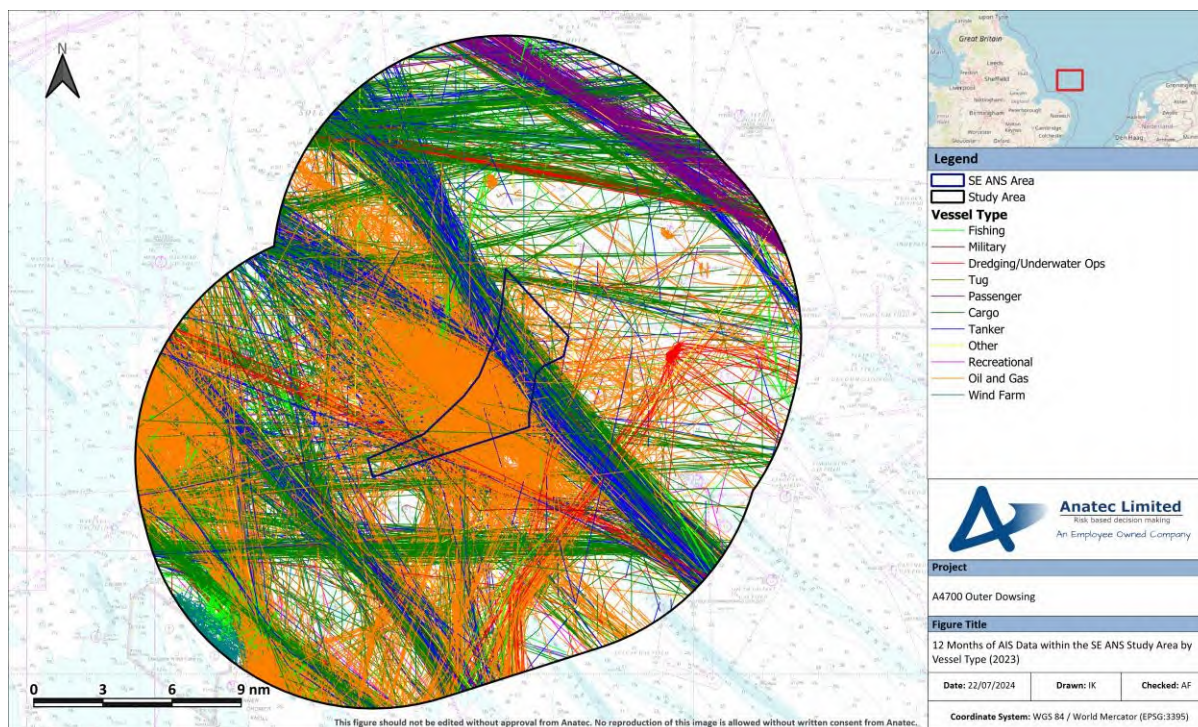 N
0 3 6 9 nm
This figure should not be edited without approval from Anatec. No reproduction of this image is allowed without written consent from Anatec.
Great Britain
Leeds
Sheffield
Liverpool
Nottingham
Birmingham
Cambridge
Norwich
Groningen
Den Haag
Legend
SE ANS Area
Study Area
Vessel Type
Fishing
Military
Dredging/Underwater Ops
Tug
Passenger
Cargo
Tanker
Other
Recreational
Oil and Gas
Wind Farm
Anatec Limited
Risk based decision making
An Employee Owned Company
Project
A4700 Outer Dowsing
Figure Title
12 Months of AIS Data within the SE ANS Study Area by
Vessel Type (2023)
Date: 22/07/2024 Drawn: IK Checked: AF
Coordinate System: WGS 84 / World Mercator (EPSG:3395)